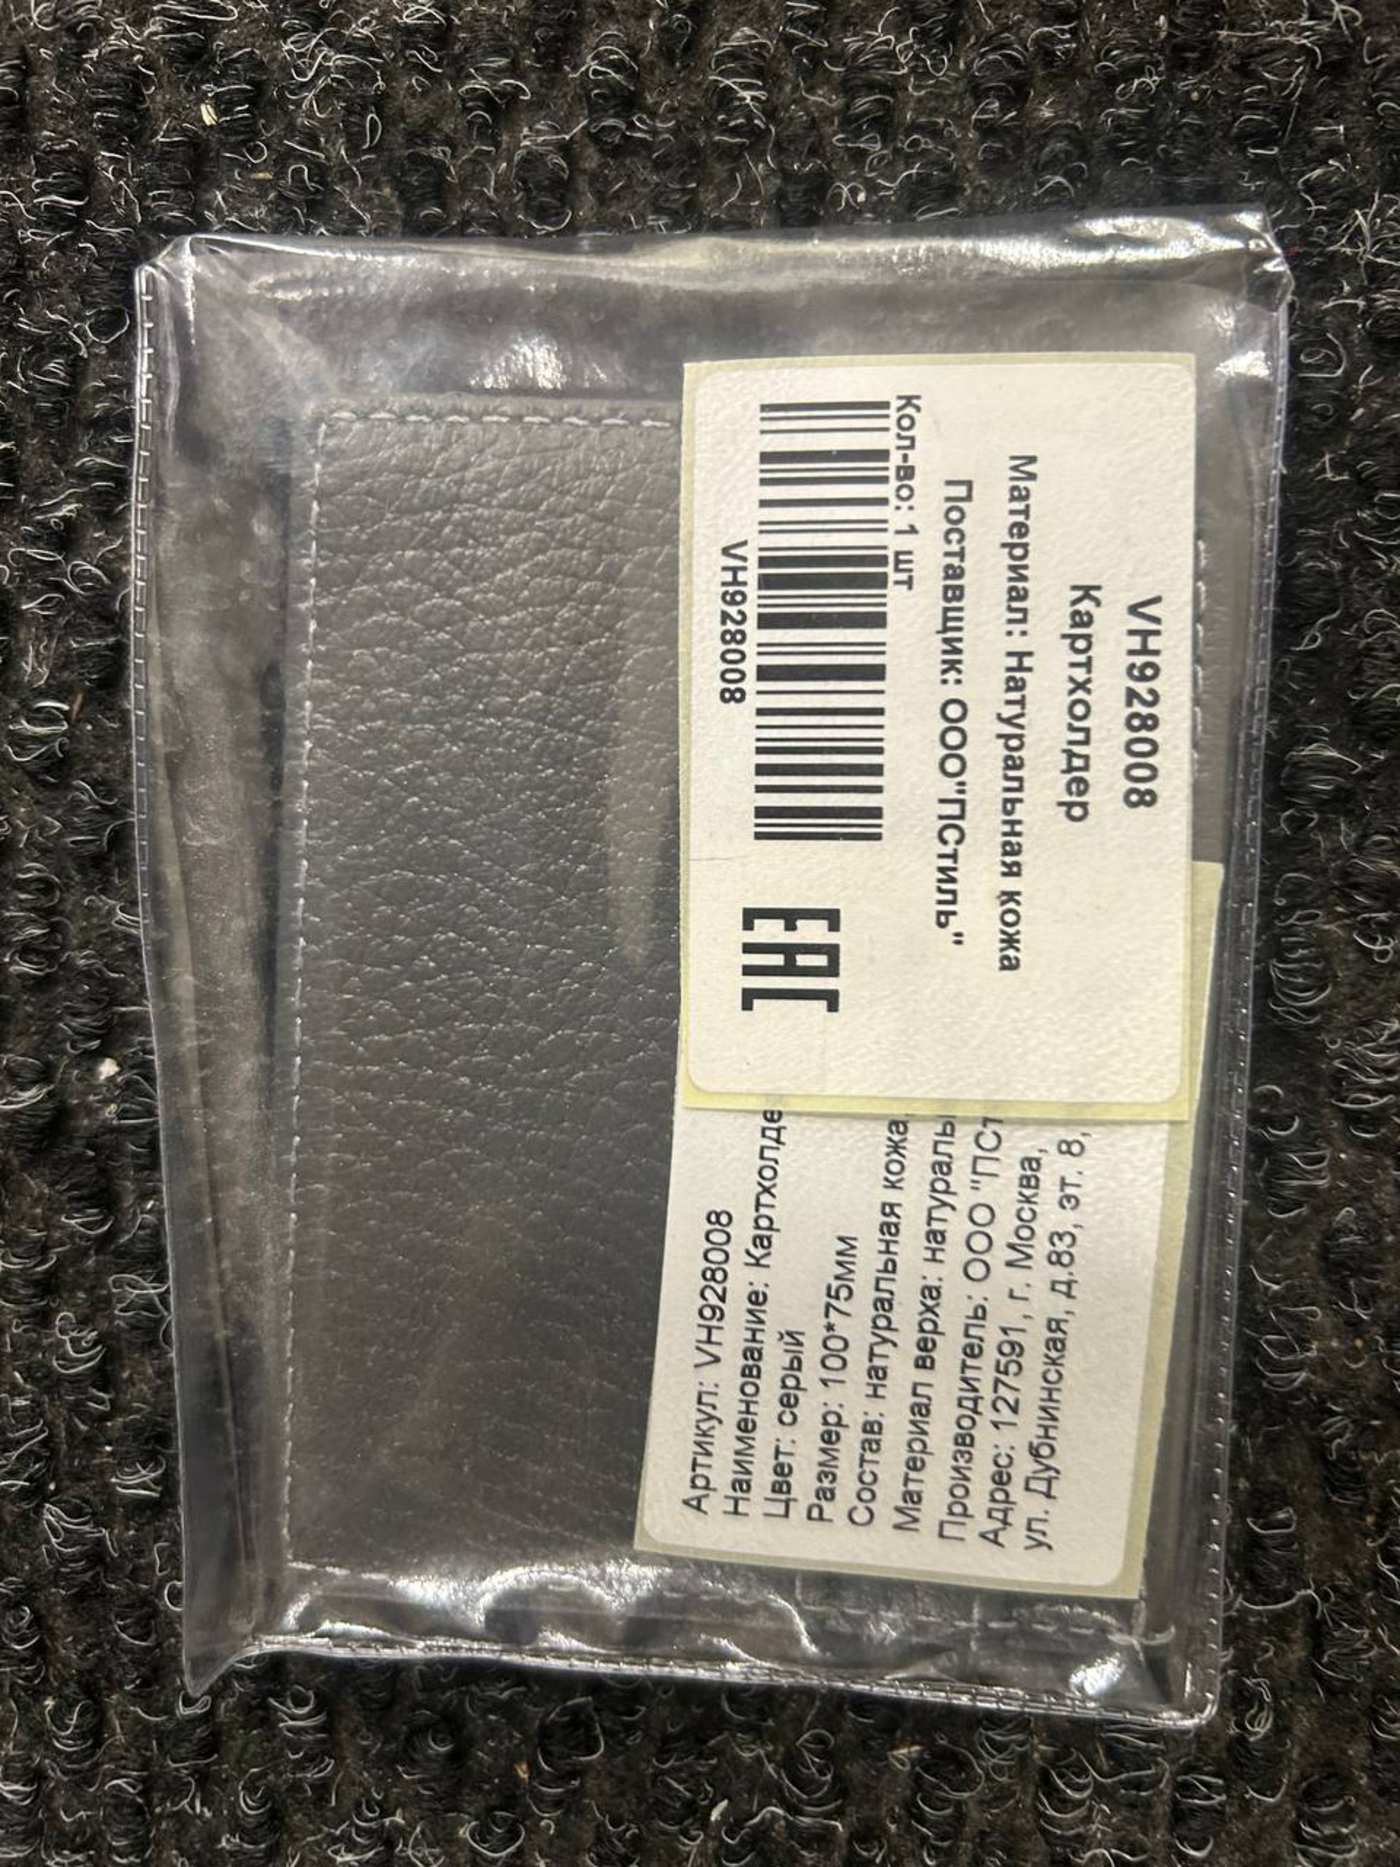 VH928008
Картхолдер
Материал: Натуральная кожа
Поставщик: ООО"ПСтиль"
Кол-во: 1 шт
VH928008
EAC
Артикул: VH928008
Наименование: Картхолде
Цвет: серый
Размер: 100*75мм
Состав: натуральная кожа
Материал верха: натураль
Производитель: ООО "ПСт
Адрес: 127591, г. Москва,
ул. Дубнинская, д.83, эт. 8,